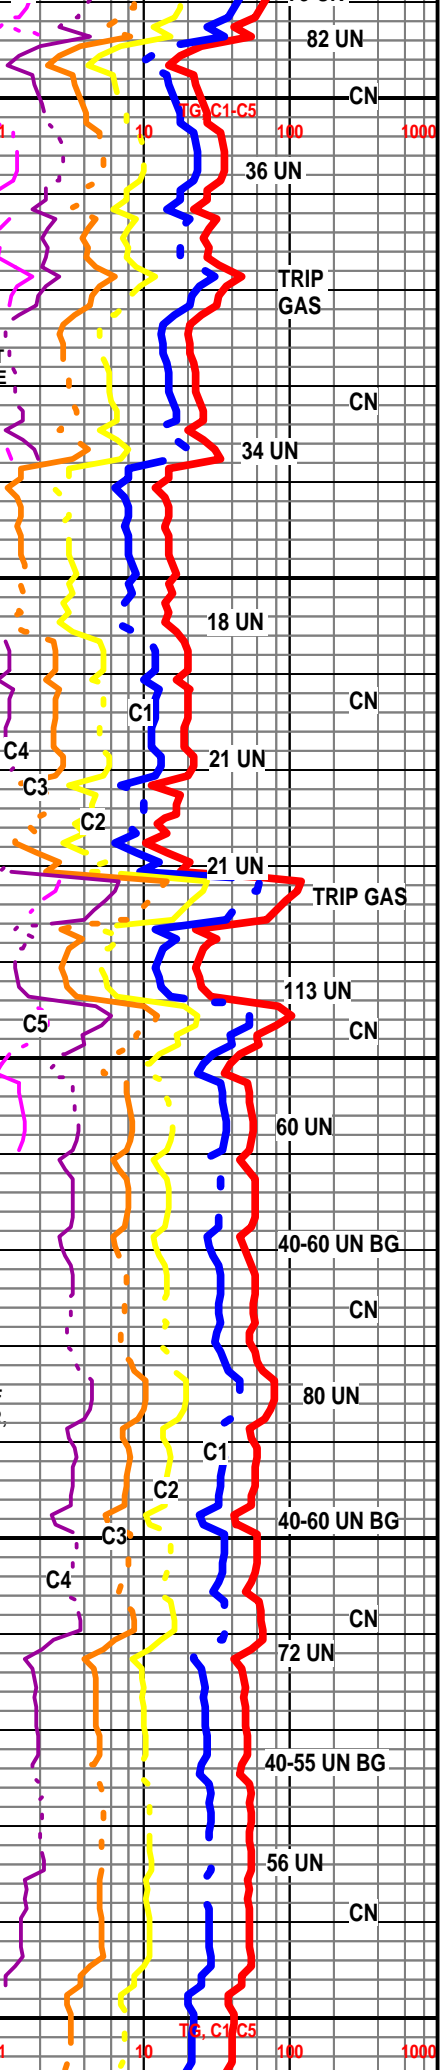 82 UN
CN
TG, C1-C5
1 10 100 1000
36 UN
TRIP
GAS
T
E
CN
34 UN
18 UN
CN
C1
C4
21 UN
C3
C2
21 UN
TRIP GAS
113 UN
C5
CN
60 UN
40-60 UN BG
CN
80 UN
C1
C2
40-60 UN BG
C3
C4
CN
72 UN
40-55 UN BG
56 UN
CN
TG, C1-C5
1 10 100 1000